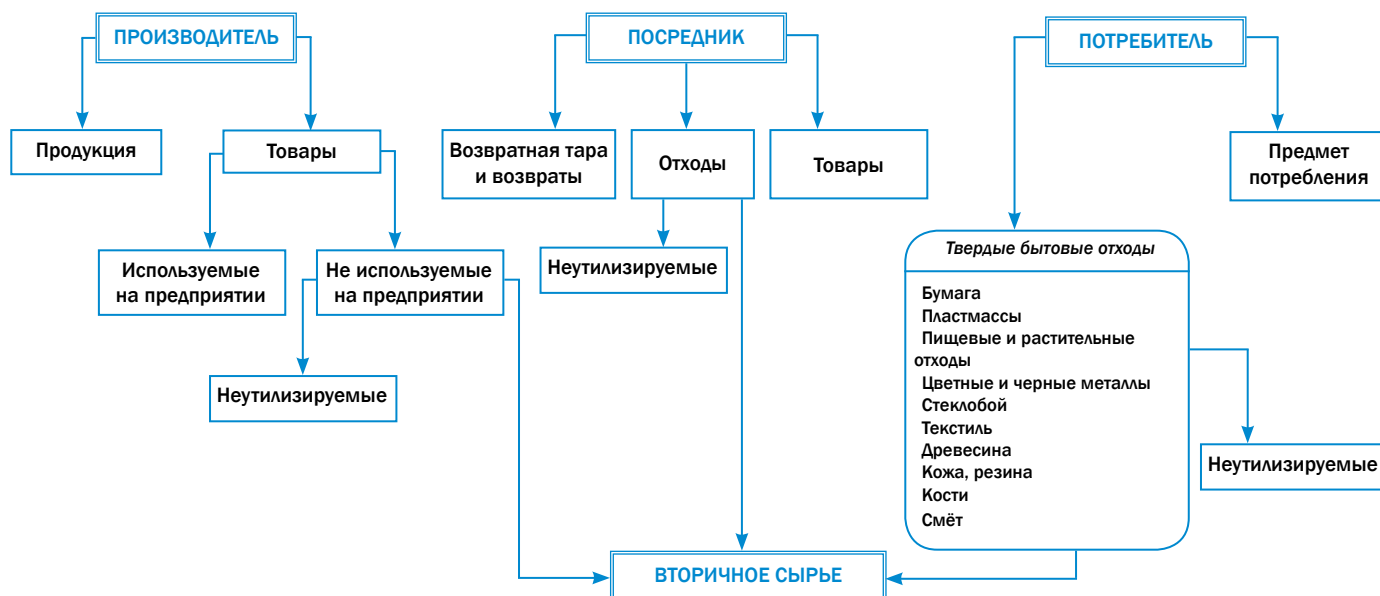 ПРОИЗВОДИТЕЛЬ
ПОСРЕДНИК
ПОТРЕБИТЕЛЬ
Продукция
Товары
Возвратная тара
и возвраты
Отходы
Товары
Предмет
потребления
Используемые
на предприятии
Не используемые
на предприятии
Неутилизируемые
Неутилизируемые
Твердые бытовые отходы
Бумага
Пластмассы
Пищевые и растительные
отходы
Цветные и черные металлы
Стеклобой
Текстиль
Древесина
Кожа, резина
Кости
Смёт
Неутилизируемые
ВТОРИЧНОЕ СЫРЬЕ